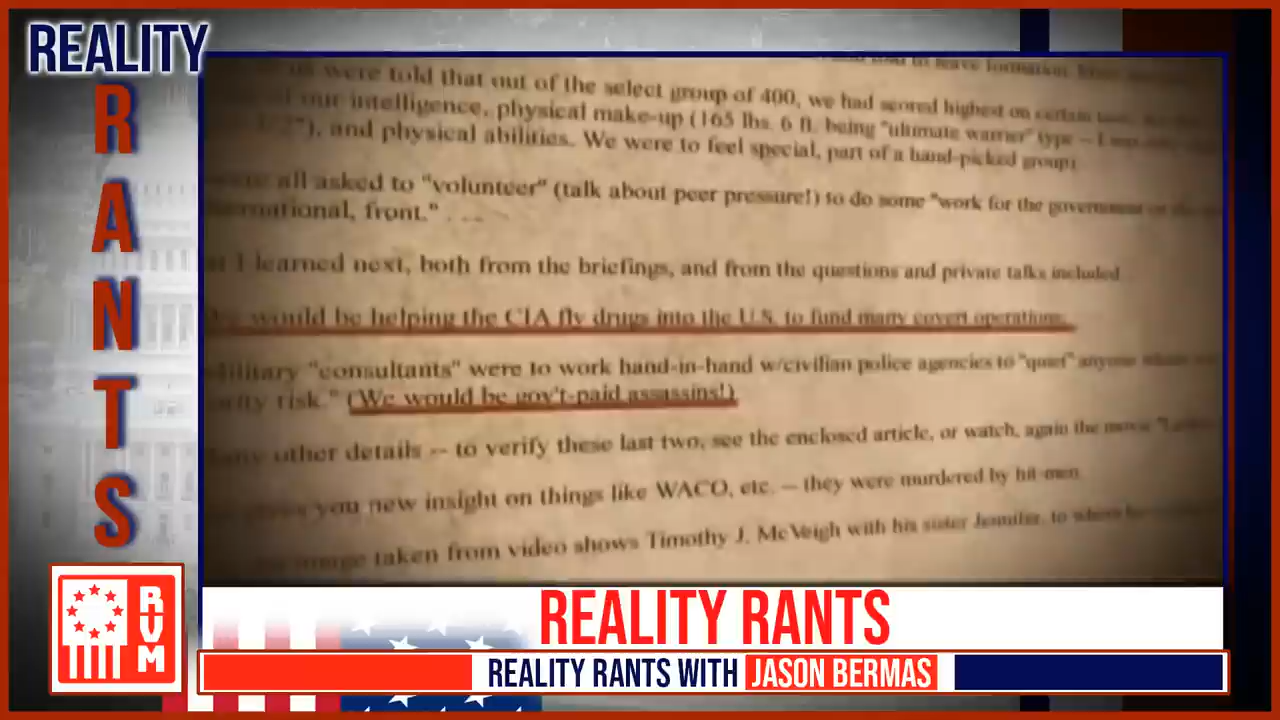 REALITY
RANTS
were told that out of the select group of 400, we had scored highest on certain
our intelligence, physical make-up (165 lbs. 6 ft. being "ultimate warrier" type --
), and physical abilities. We were to feel special, part of a hand-picked group).
all asked to "volunteer" (talk about peer pressure!) to do some "work for the government
front." . ...
I learned next, both from the briefings, and from the questions and private talks included
would be helping the CIA fly drugs into the U.S. to fund many covert operations.
"consultants" were to work hand-in-hand w/civilian police agencies to "quiet" anyone
risk." (We would be gov't-paid assassins!)
other details -- to verify these last two, see the enclosed article, or watch, again the movie
you new insight on things like WACO, etc. -- they were murdered by hit-men.
taken from video shows Timothy J. McVeigh with his sister Jennifer, to
REALITY RANTS
REALITY RANTS WITH JASON BERMAS
RVM